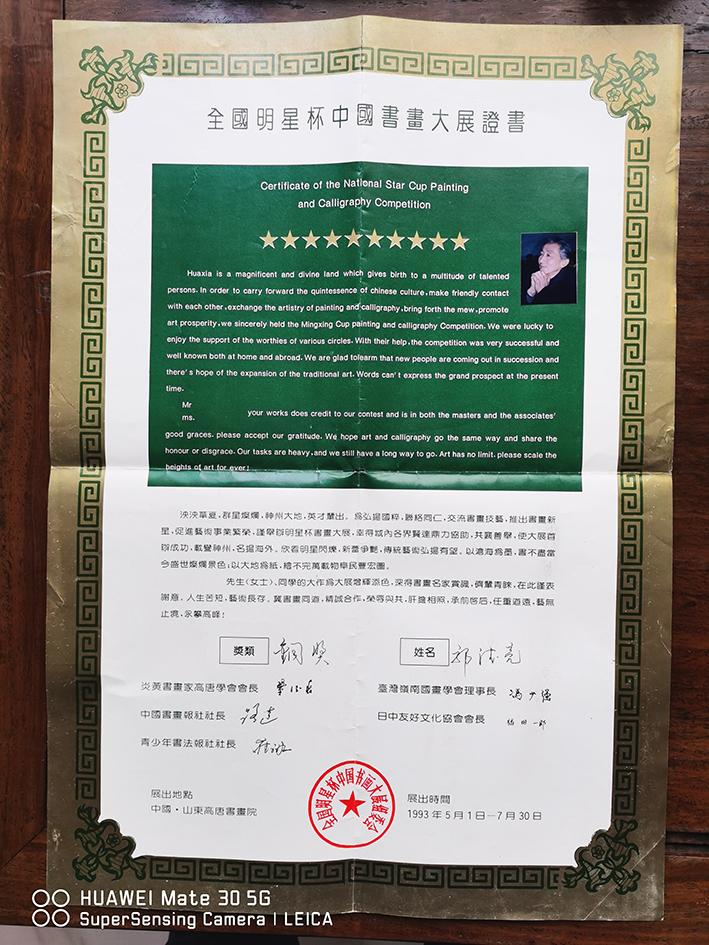 全國明星杯中國書畫大展證書
Certificate of the National Star Cup Painting
and Calligraphy Competition
Huaxia is a magnificent and divine land which gives birth to a multitude of talented
persons. In order to carry forward the quintessence of chinese culture, make friendly contact
with each other, exchange the artistry of painting and calligraphy, bring forth the mew, promote
art prosperity, we sincerely held the Mingxing Cup painting and calligraphy Competition. We were lucky to
enjoy the support of the worthies of various circles. With their help, the competition was very successful and
well known both at home and abroad. We are glad tolearm that new people are coming out in succession and
there's hope of the expansion of the traditional art. Words can't express the grand prospect at the present
time.
Mr
ms.
your works does credit to our contest and is in both the masters and the associates'
good graces. please accept our gratitude. We hope art and calligraphy go the same way and share the
honour or disgrace. Our tasks are heavy, and we still have a long way to go. Art has no limit, please scale the
heights of art for ever!
泱泱華夏，群星燦爛，神州大地，英才輩出。爲弘揚國粹，聯絡同仁，交流書畫技藝，推出書畫新
星，促進藝術事業繁榮，謹舉辦明星杯書畫大展，幸得域內各界賢達鼎力協助，共襄善舉，使大展首
辦成功，載譽神州，名揚海外。欣看明星閃爍，新蕾爭艷，傳統藝術弘揚有望。以滄海爲墨，書不盡當
今盛世燦爛景色；以大地爲紙，繪不完萬載物阜民豐宏圖。
先生(女士)、同學的大作爲大展增輝添色，深得書畫名家賞識，儕輩青睞，在此謹表
謝意。人生苦短，藝術長存。冀書畫同道，精誠合作，榮辱與共，肝膽相照，承前啓后，任重道遠，藝無
止境，永攀高峰！
獎類 銅獎 姓名
炎黃書畫家高唐學會會長 臺灣嶺南國畫學會理事長
中國書畫報社社長 日中友好文化協會會長
青少年書法報社社長
全国明星杯中国书画大展组委会
展出地點 展出時間
中國·山東高唐書畫院 1993年5月1日—7月30日
HUAWEI Mate 30 5G
SuperSensing Camera | LEICA